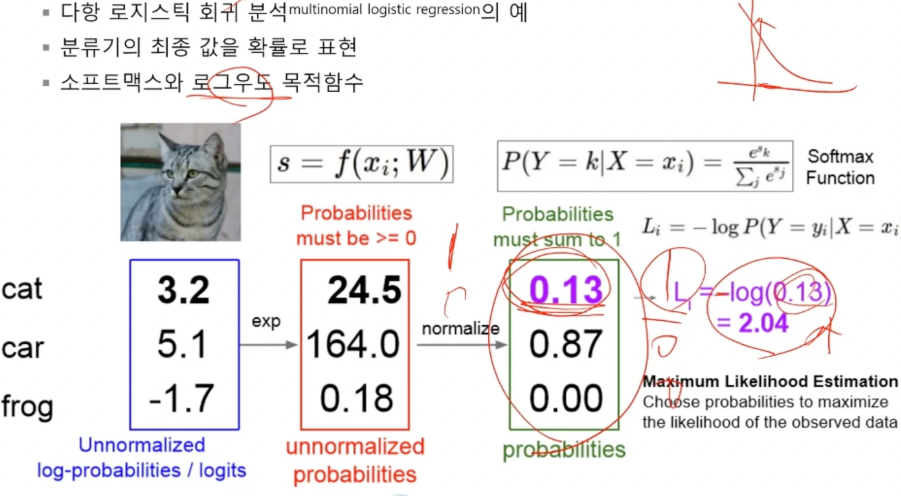 ▪ 다항 로지스틱 회귀 분석multinomial logistic regression의 예
▪ 분류기의 최종 값을 확률로 표현
▪ 소프트맥스와 로그우도 목적함수
s = f(x_i; W)
P(Y = k|X = x_i) = e^{s_k} / ∑_j e^{s_j}
Softmax
Function
Probabilities
must be >= 0
Probabilities
must sum to 1
L_i = − log P(Y = y_i|X = x_i
cat 3.2 24.5 0.13 L_i = –log(0.13)
= 2.04
exp normalize
car 5.1 164.0 0.87
frog -1.7 0.18 0.00
Maximum Likelihood Estimation
Choose probabilities to maximize
the likelihood of the observed data
Unnormalized
log-probabilities / logits
unnormalized
probabilities
probabilities
1
0
1
0
0